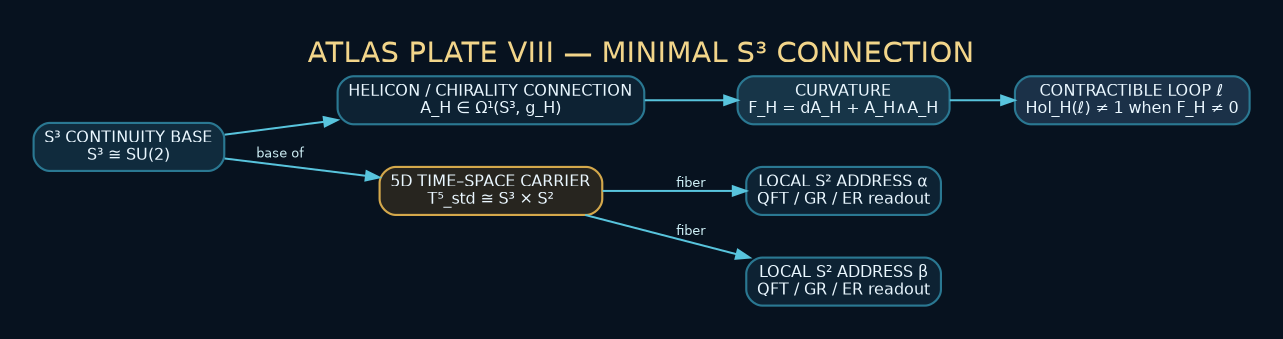 ATLAS PLATE VIII — MINIMAL S³ CONNECTION
HELICON / CHIRALITY CONNECTION
A_H ∈ Ω¹(S³, g_H)
CURVATURE
F_H = dA_H + A_H∧A_H
CONTRACTIBLE LOOP ℓ
Hol_H(ℓ) ≠ 1 when F_H ≠ 0
S³ CONTINUITY BASE
S³ ≅ SU(2)
base of
5D TIME–SPACE CARRIER
T⁵_std ≅ S³ × S²
fiber
LOCAL S² ADDRESS α
QFT / GR / ER readout
fiber
LOCAL S² ADDRESS β
QFT / GR / ER readout